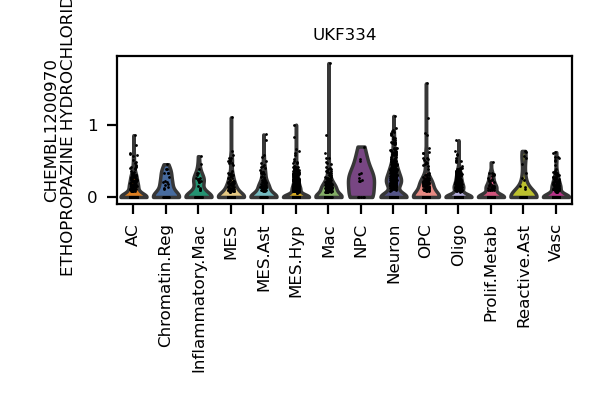 UKF334
CHEMBL1200970
ETHOPROPAZINE HYDROCHLORID
1
0
AC
Chromatin.Reg
Inflammatory.Mac
MES
MES.Ast
MES.Hyp
Mac
NPC
Neuron
OPC
Oligo
Prolif.Metab
Reactive.Ast
Vasc